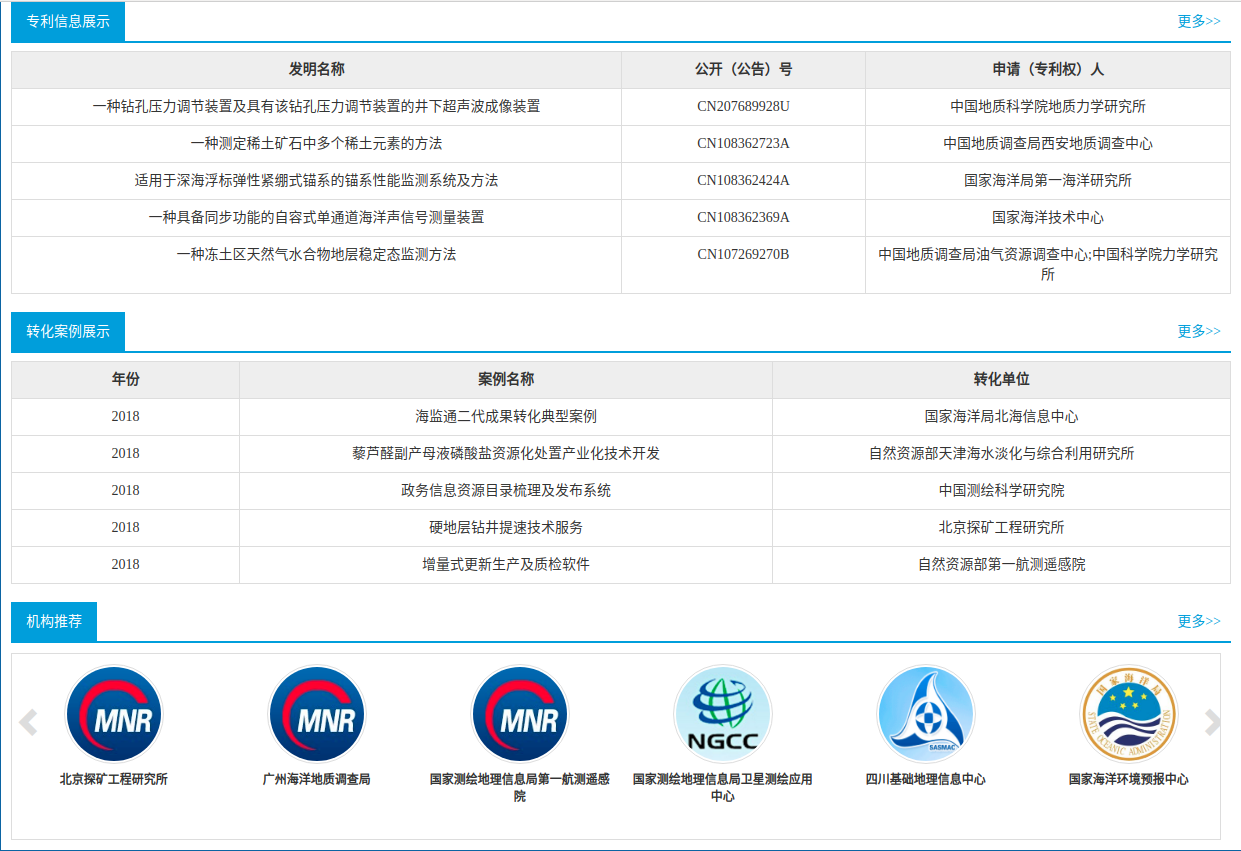 专利信息展示 更多>>
发明名称 公开（公告）号 申请（专利权）人
一种钻孔压力调节装置及具有该钻孔压力调节装置的井下超声波成像装置 CN207689928U 中国地质科学院地质力学研究所
一种测定稀土矿石中多个稀土元素的方法 CN108362723A 中国地质调查局西安地质调查中心
适用于深海浮标弹性紧绷式锚系的锚系性能监测系统及方法 CN108362424A 国家海洋局第一海洋研究所
一种具备同步功能的自容式单通道海洋声信号测量装置 CN108362369A 国家海洋技术中心
一种冻土区天然气水合物地层稳定态监测方法 CN107269270B 中国地质调查局油气资源调查中心;中国科学院力学研究
所
转化案例展示 更多>>
年份 案例名称 转化单位
2018 海监通二代成果转化典型案例 国家海洋局北海信息中心
2018 藜芦醛副产母液磷酸盐资源化处置产业化技术开发 自然资源部天津海水淡化与综合利用研究所
2018 政务信息资源目录梳理及发布系统 中国测绘科学研究院
2018 硬地层钻井提速技术服务 北京探矿工程研究所
2018 增量式更新生产及质检软件 自然资源部第一航测遥感院
机构推荐 更多>>
MNR MNR MNR NGCC SASMAC 国家海洋局 STATE OCEANIC ADMINISTRATION
北京探矿工程研究所 广州海洋地质调查局 国家测绘地理信息局第一航测遥感 国家测绘地理信息局卫星测绘应用 四川基础地理信息中心 国家海洋环境预报中心
院 中心